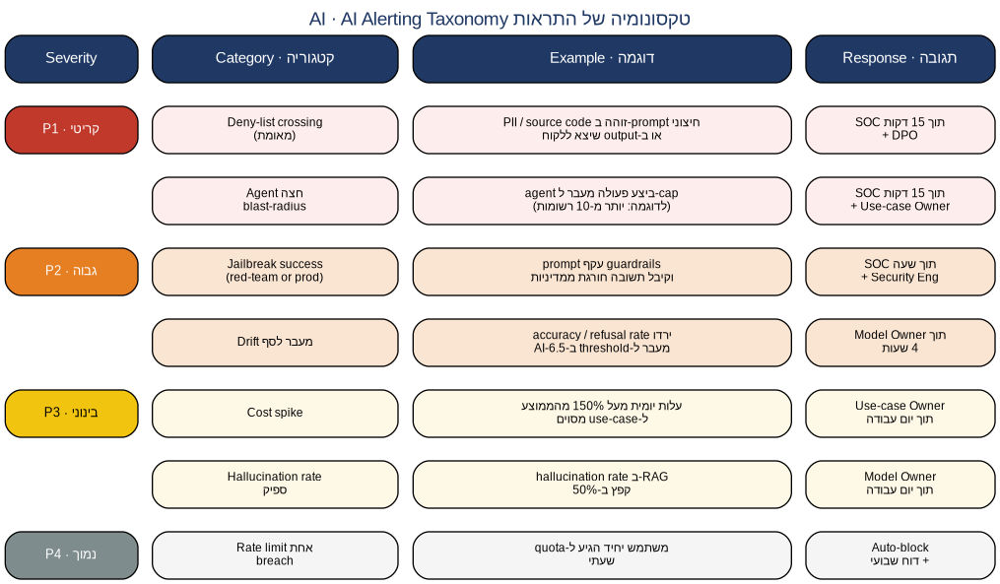 טקסונומיה של התראות AI · AI Alerting Taxonomy
Severity
Category · קטגוריה
Example · דוגמה
Response · תגובה
P1 · קריטי
Deny-list crossing
(מאומת)
PII / source code זוהה ב-prompt חיצוני
או ב-output שיצא ללקוח
SOC תוך 15 דקות
+ DPO
Agent חצה
blast-radius
agent ביצע פעולה מעבר ל-cap
(לדוגמה: יותר מ-10 רשומות)
SOC תוך 15 דקות
+ Use-case Owner
P2 · גבוה
Jailbreak success
(red-team or prod)
prompt עקף guardrails
וקיבל תשובה חורגת ממדיניות
SOC תוך שעה
+ Security Eng
Drift מעבר לסף
accuracy / refusal rate ירדו
מעבר ל-threshold ב-AI-6.5
Model Owner תוך
4 שעות
P3 · בינוני
Cost spike
עלות יומית מעל 150% מהממוצע
ל-use-case מסוים
Use-case Owner
תוך יום עבודה
Hallucination rate
ספיק
hallucination rate ב-RAG
קפץ ב-50%
Model Owner
תוך יום עבודה
P4 · נמוך
Rate limit אחת
breach
משתמש יחיד הגיע ל-quota
שעתי
Auto-block
+ דוח שבועי